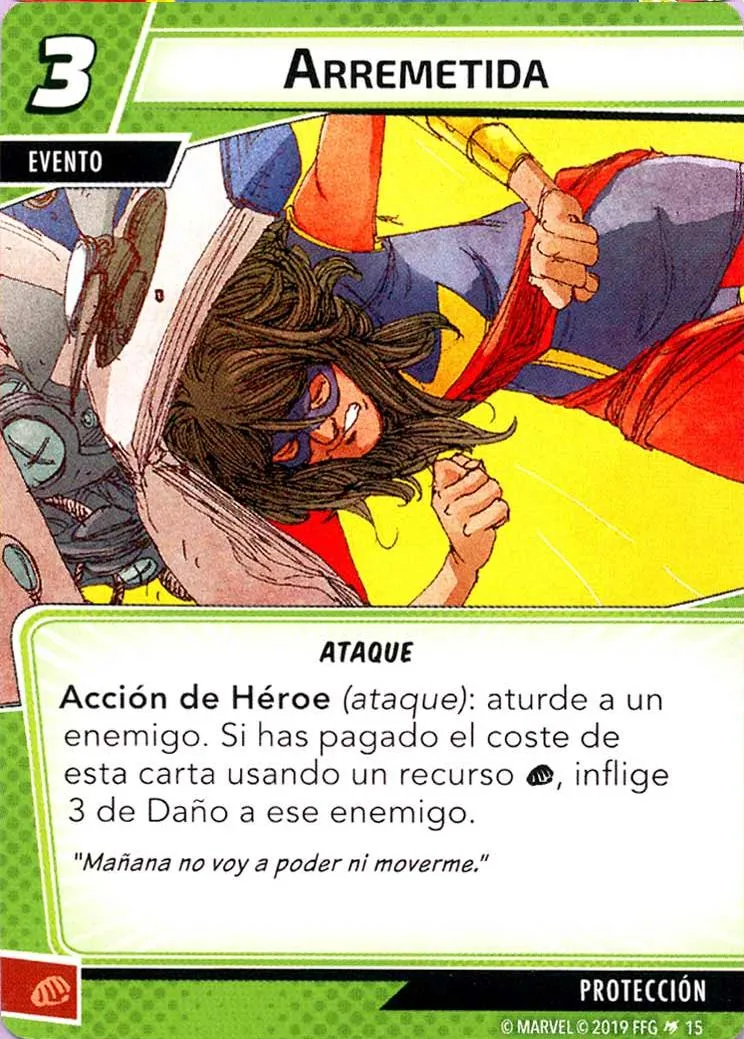 3
ARREMETIDA
EVENTO
ATAQUE
Acción de Héroe (ataque): aturde a un
enemigo. Si has pagado el coste de
esta carta usando un recurso , inflige
3 de Daño a ese enemigo.
"Mañana no voy a poder ni moverme."
PROTECCIÓN
© MARVEL © 2019 FFG 15